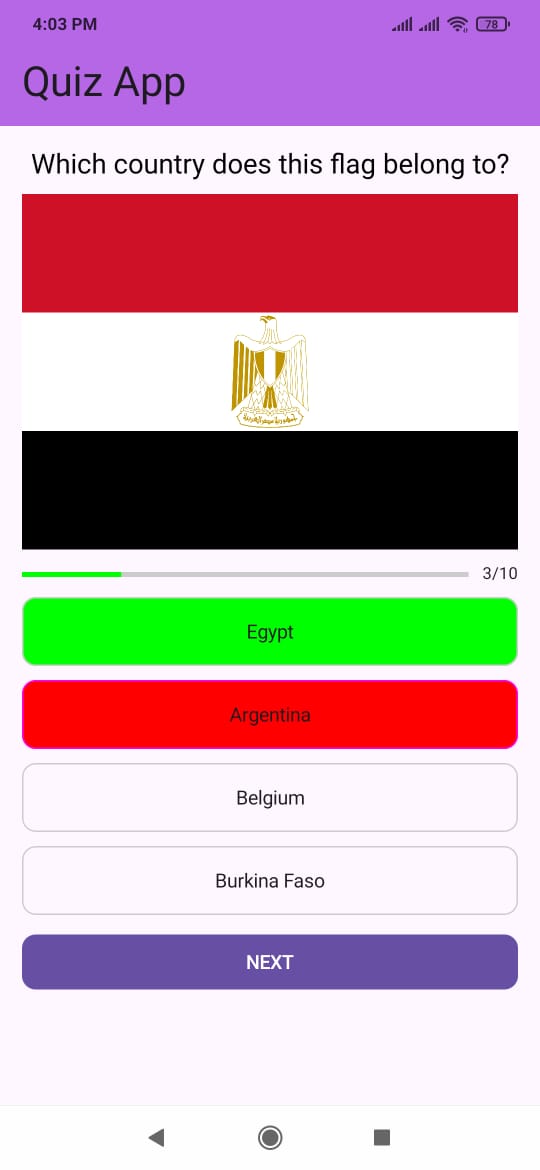 4:03 PM
78
Quiz App
Which country does this flag belong to?
3/10
Egypt
Argentina
Belgium
Burkina Faso
NEXT